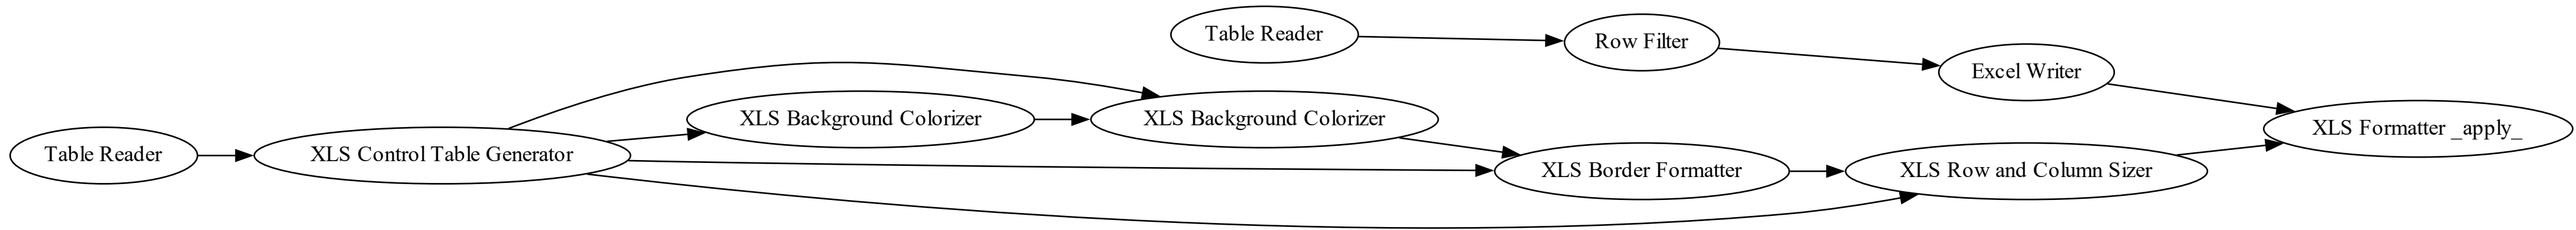 Table Reader
Row Filter
Excel Writer
XLS Background Colorizer
XLS Background Colorizer
XLS Formatter _apply_
Table Reader
XLS Control Table Generator
XLS Border Formatter
XLS Row and Column Sizer